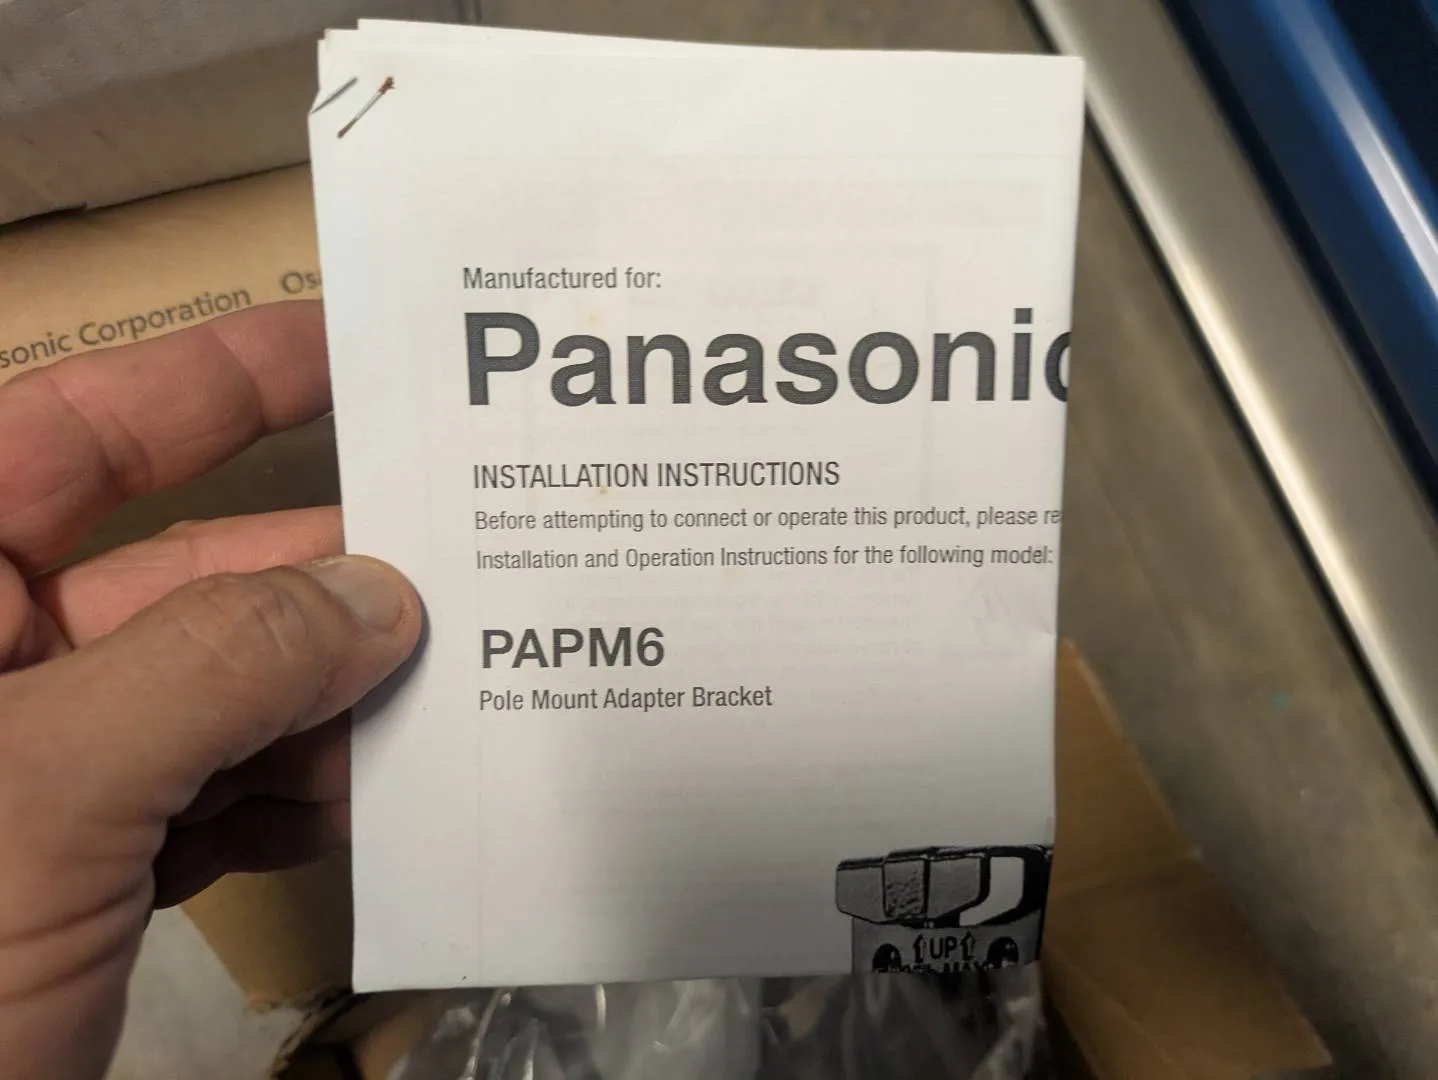 Manufactured for:
Panasonic
sonic Corporation Os
INSTALLATION INSTRUCTIONS
Before attempting to connect or operate this product, please re
Installation and Operation Instructions for the following model:
PAPM6
Pole Mount Adapter Bracket
UP